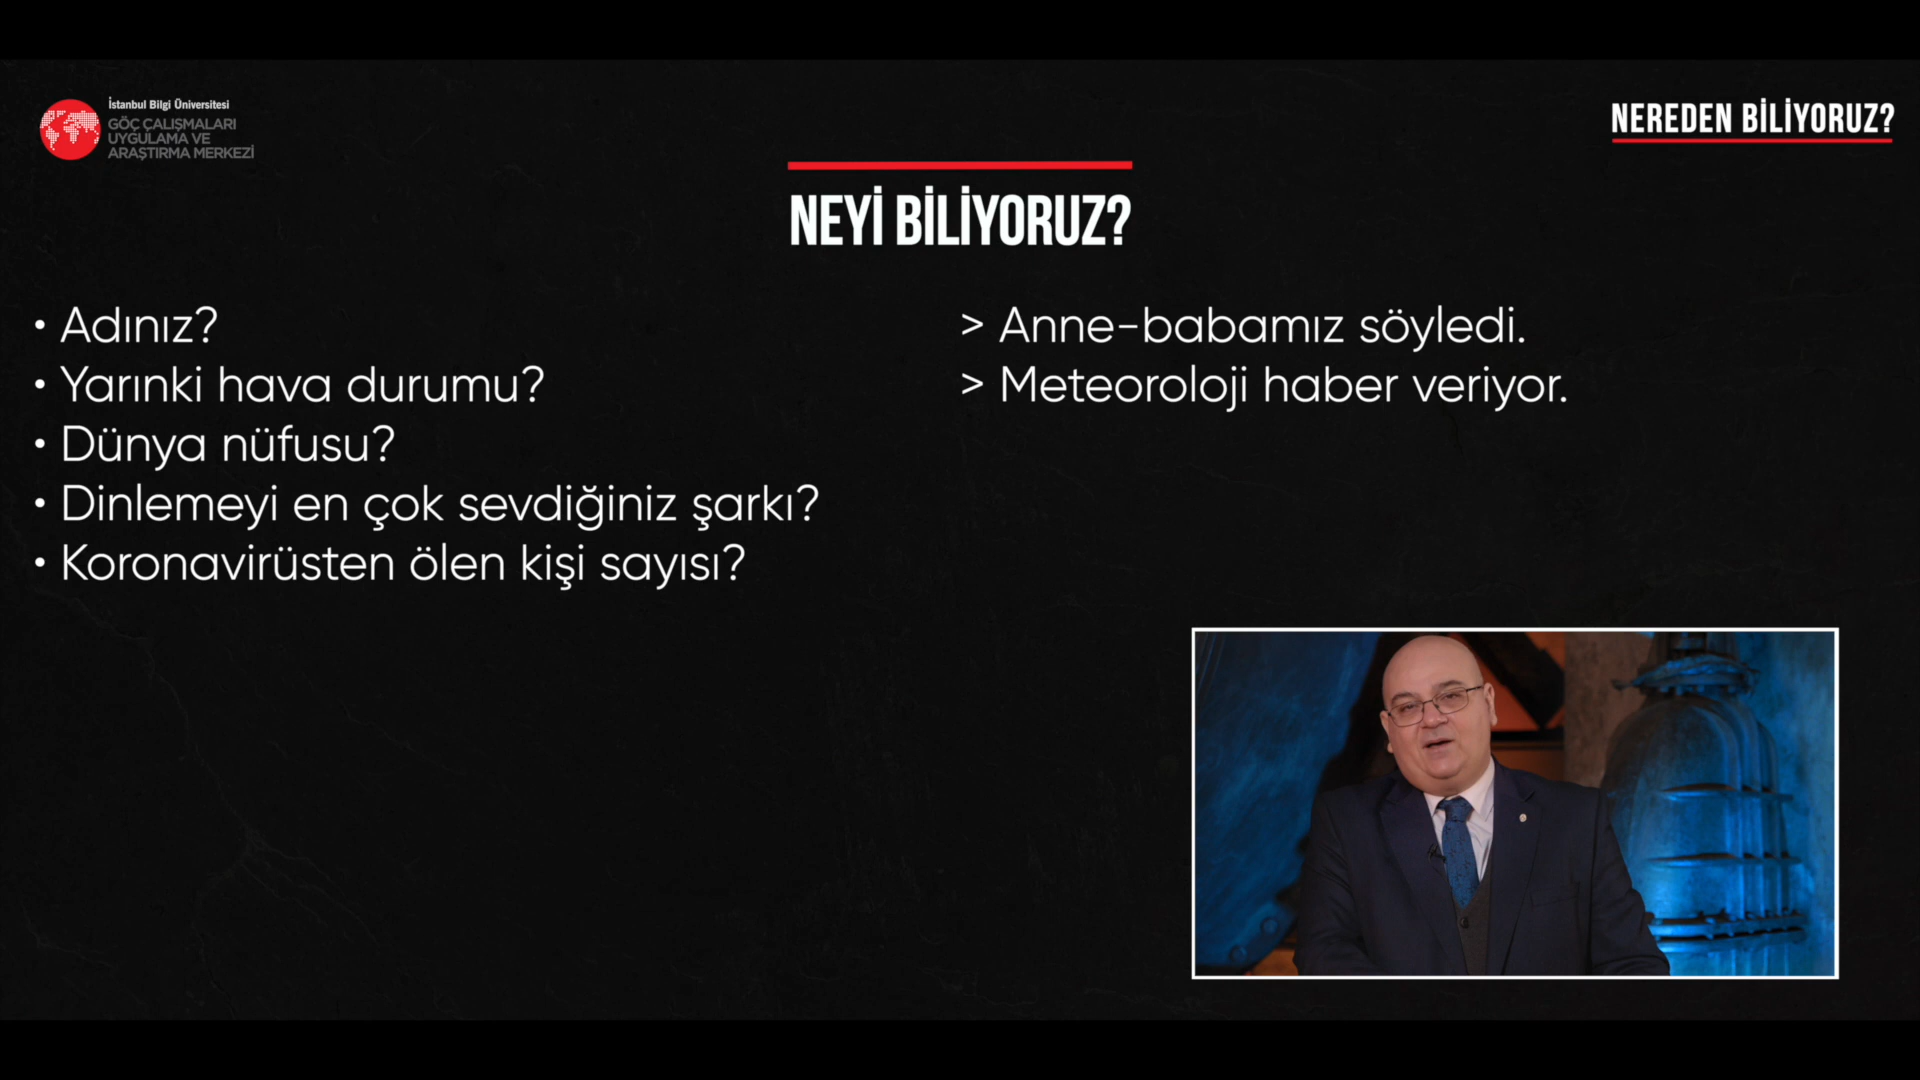 İstanbul Bilgi Üniversitesi
GÖÇ ÇALIŞMALARI
UYGULAMA VE
ARAŞTIRMA MERKEZİ
NEREDEN BİLİYORUZ?
NEYİ BİLİYORUZ?
• Adınız?
• Yarınki hava durumu?
• Dünya nüfusu?
• Dinlemeyi en çok sevdiğiniz şarkı?
• Koronavirüsten ölen kişi sayısı?
> Anne-babamız söyledi.
> Meteoroloji haber veriyor.